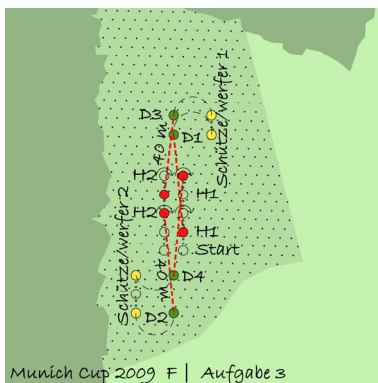 Schütze/werfer 1
D3
D1
40 m
H2
H1
H2
Schütze/werfer 2
H1
Start
40 m
D4
D2
Munich Cup 2009 F | Aufgabe 3